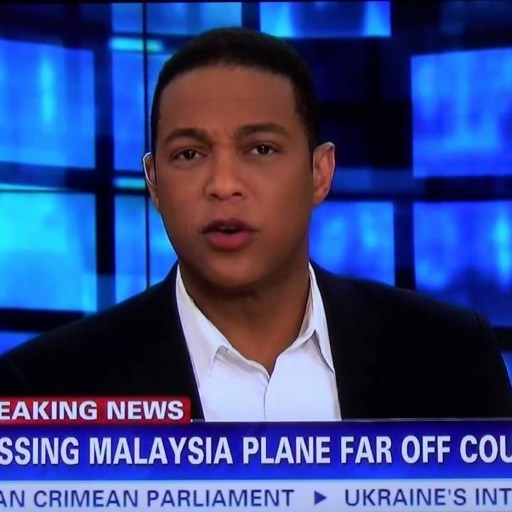 EAKING NEWS
SSING MALAYSIA PLANE FAR OFF COU
AN CRIMEAN PARLIAMENT ► UKRAINE'S INT